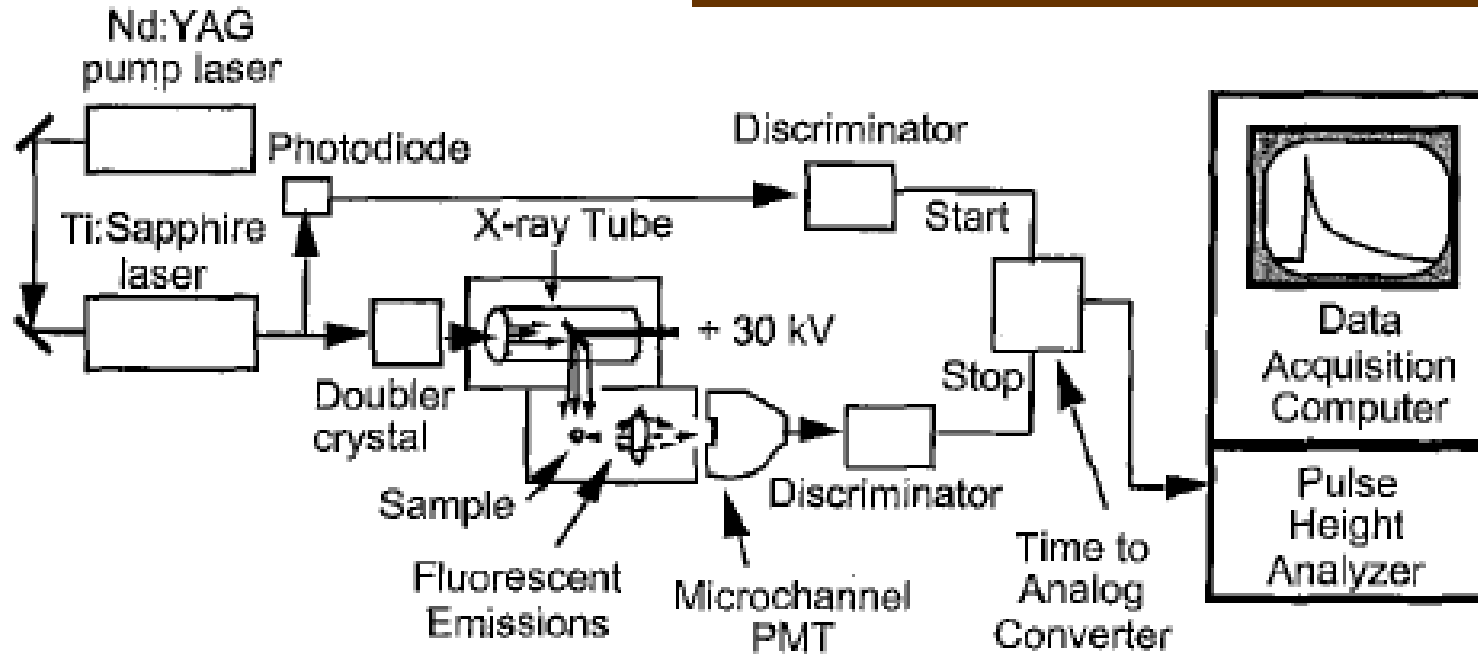 Nd:YAG
pump laser
Photodiode
Discriminator
Ti:Sapphire
laser
X-ray Tube
Start
+ 30 kV
Doubler
crystal
Stop
Data
Acquisition
Computer
Sample
Discriminator
Fluorescent
Emissions
Microchannel
PMT
Time to
Analog
Converter
Pulse
Height
Analyzer